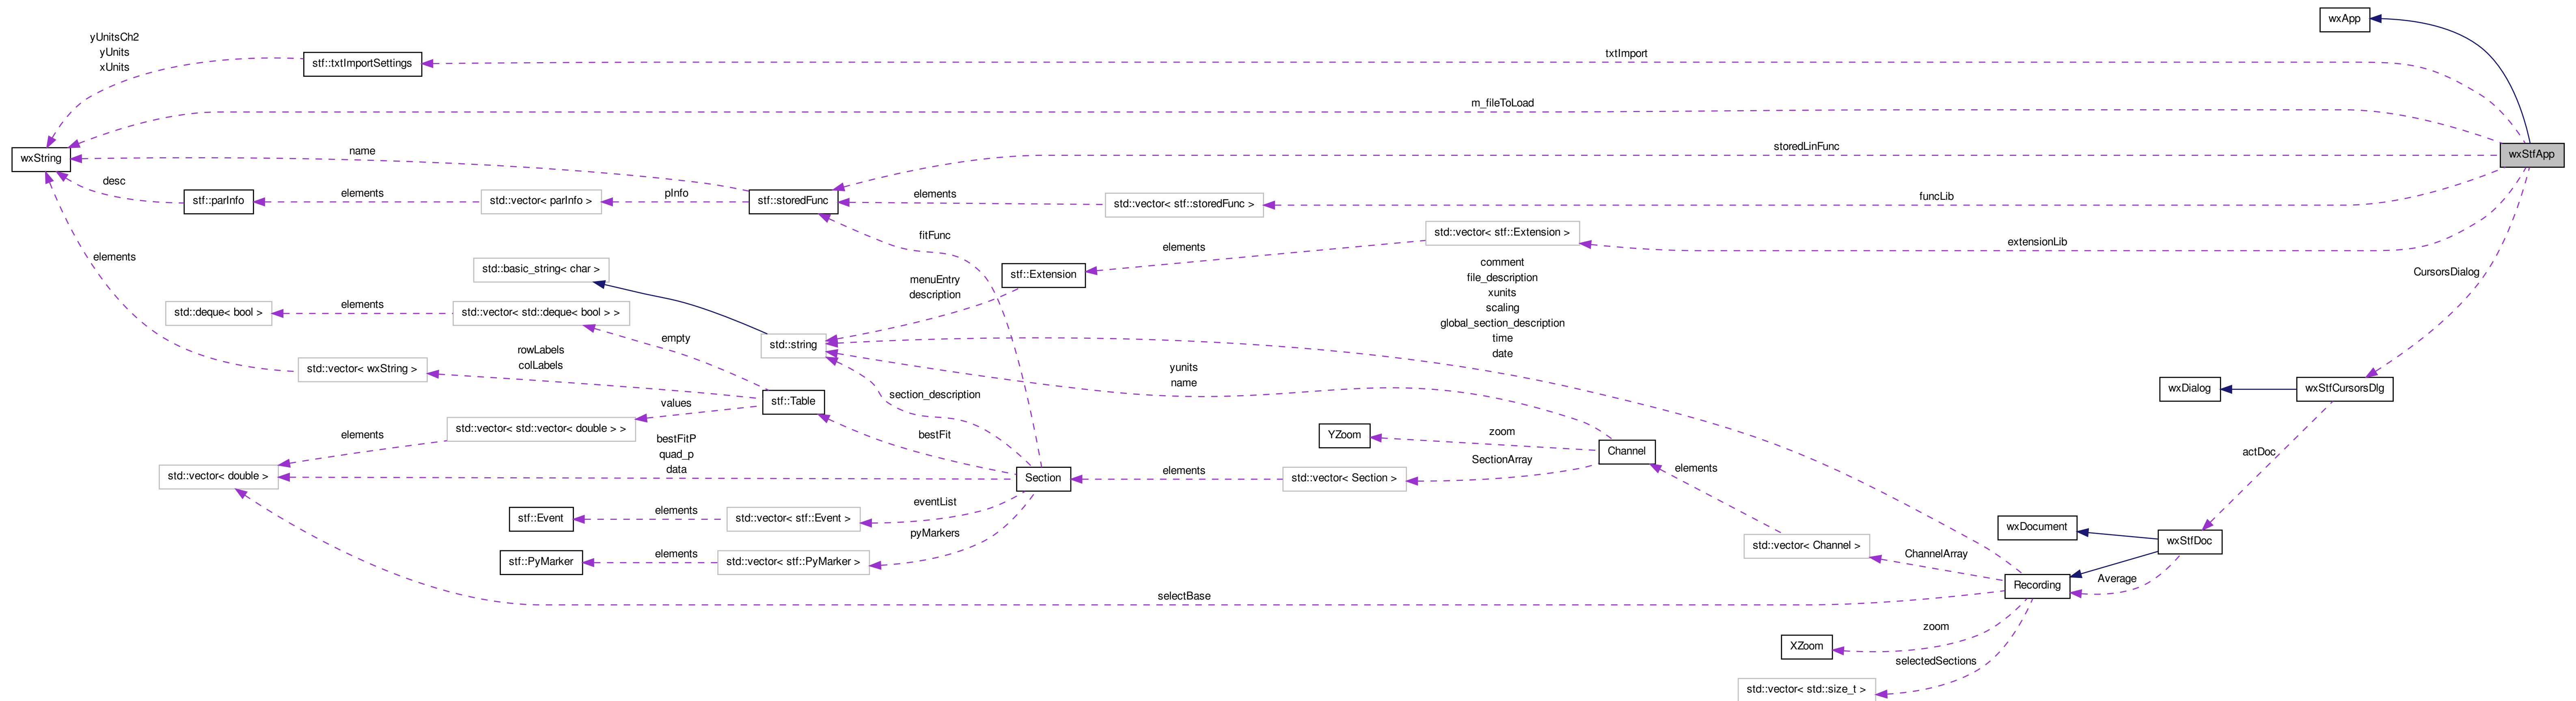 wxApp
yUnitsCh2
yUnits
xUnits
stf::txtImportSettings
txtImport
m_fileToLoad
wxString
name
storedLinFunc
wxStfApp
desc
stf::parInfo
elements
std::vector< parInfo >
pInfo
stf::storedFunc
elements
std::vector< stf::storedFunc >
funcLib
fitFunc
std::vector< stf::Extension >
extensionLib
elements
elements
std::basic_string< char >
menuEntry
description
stf::Extension
comment
file_description
xunits
scaling
global_section_description
time
date
CursorsDialog
std::deque< bool >
elements
std::vector< std::deque< bool > >
empty
std::string
rowLabels
colLabels
std::vector< wxString >
yunits
name
section_description
wxDialog
wxStfCursorsDlg
stf::Table
values
std::vector< std::vector< double > >
elements
bestFit
YZoom
zoom
Channel
actDoc
bestFitP
quad_p
data
std::vector< double >
Section
elements
std::vector< Section >
SectionArray
elements
eventList
stf::Event
elements
std::vector< stf::Event >
pyMarkers
wxDocument
wxStfDoc
stf::PyMarker
elements
std::vector< stf::PyMarker >
std::vector< Channel >
ChannelArray
Recording
Average
selectBase
zoom
XZoom
selectedSections
std::vector< std::size_t >